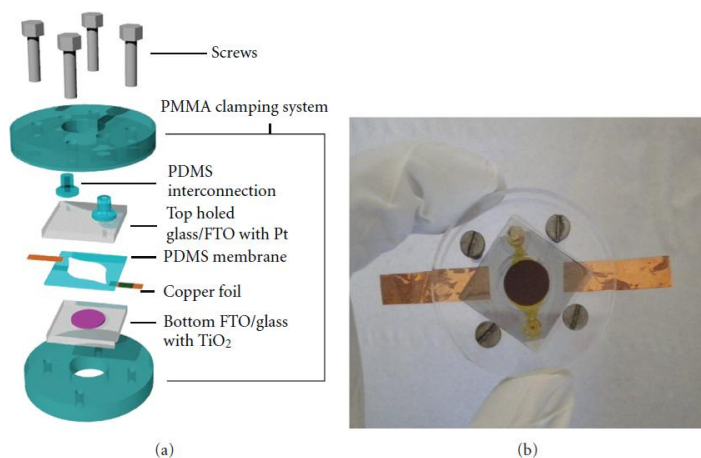 Screws
PMMA clamping system
PDMS
interconnection
Top holed
glass/FTO with Pt
PDMS membrane
Copper foil
Bottom FTO/glass
with TiO₂
(a)
(b)